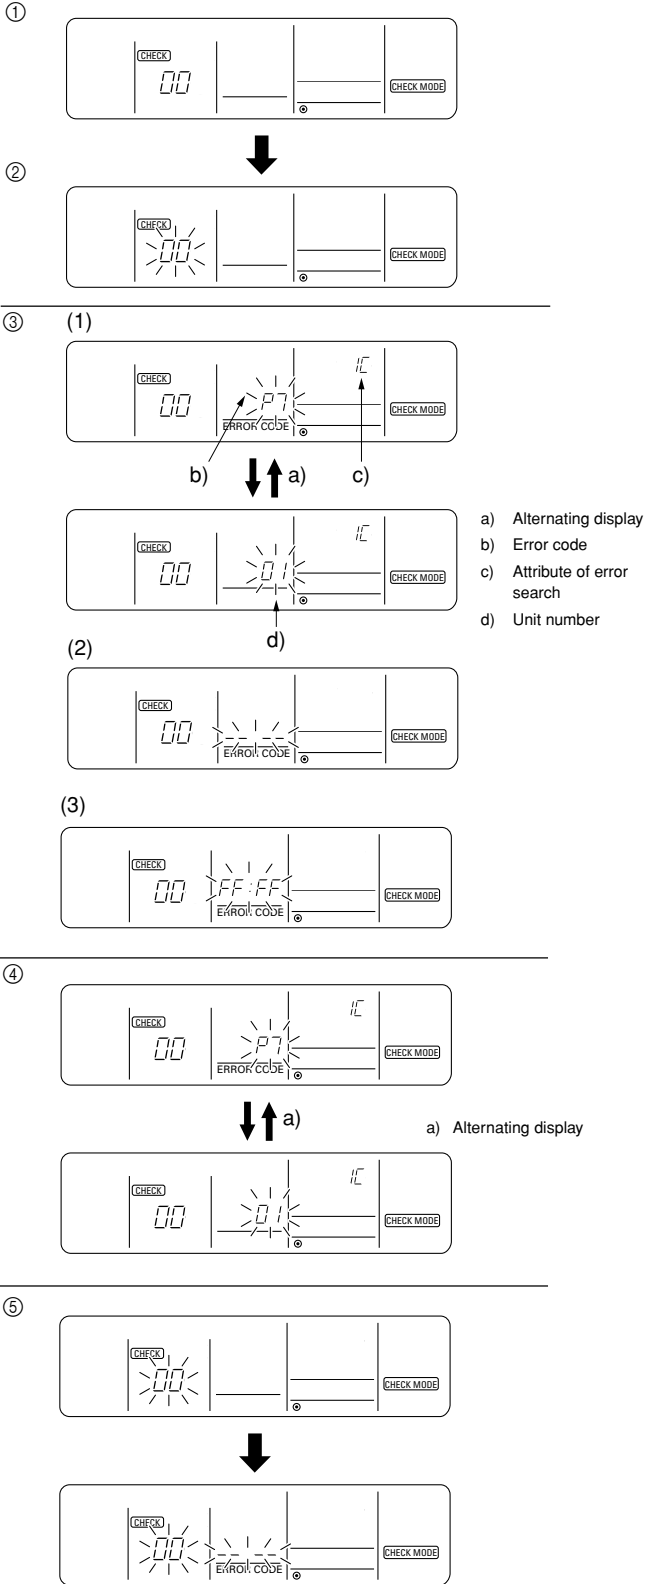 ①
CHECK
00
CHECK MODE
②
CHECK
00
CHECK MODE
③ (1)
1C
CHECK
00 P7
CHECK MODE
ERROR CODE
b) a) c)
1C
CHECK
00 01
CHECK MODE
d)
a) Alternating display
b) Error code
c) Attribute of error
search
d) Unit number
(2)
CHECK
00 -- --
CHECK MODE
ERROR CODE
(3)
CHECK
00 FF:FF
CHECK MODE
ERROR CODE
④
1C
CHECK
00 P7
CHECK MODE
ERROR CODE
a)
a) Alternating display
1C
CHECK
00 01
CHECK MODE
⑤
CHECK
00
CHECK MODE
CHECK
00 -- --
CHECK MODE
ERROR CODE